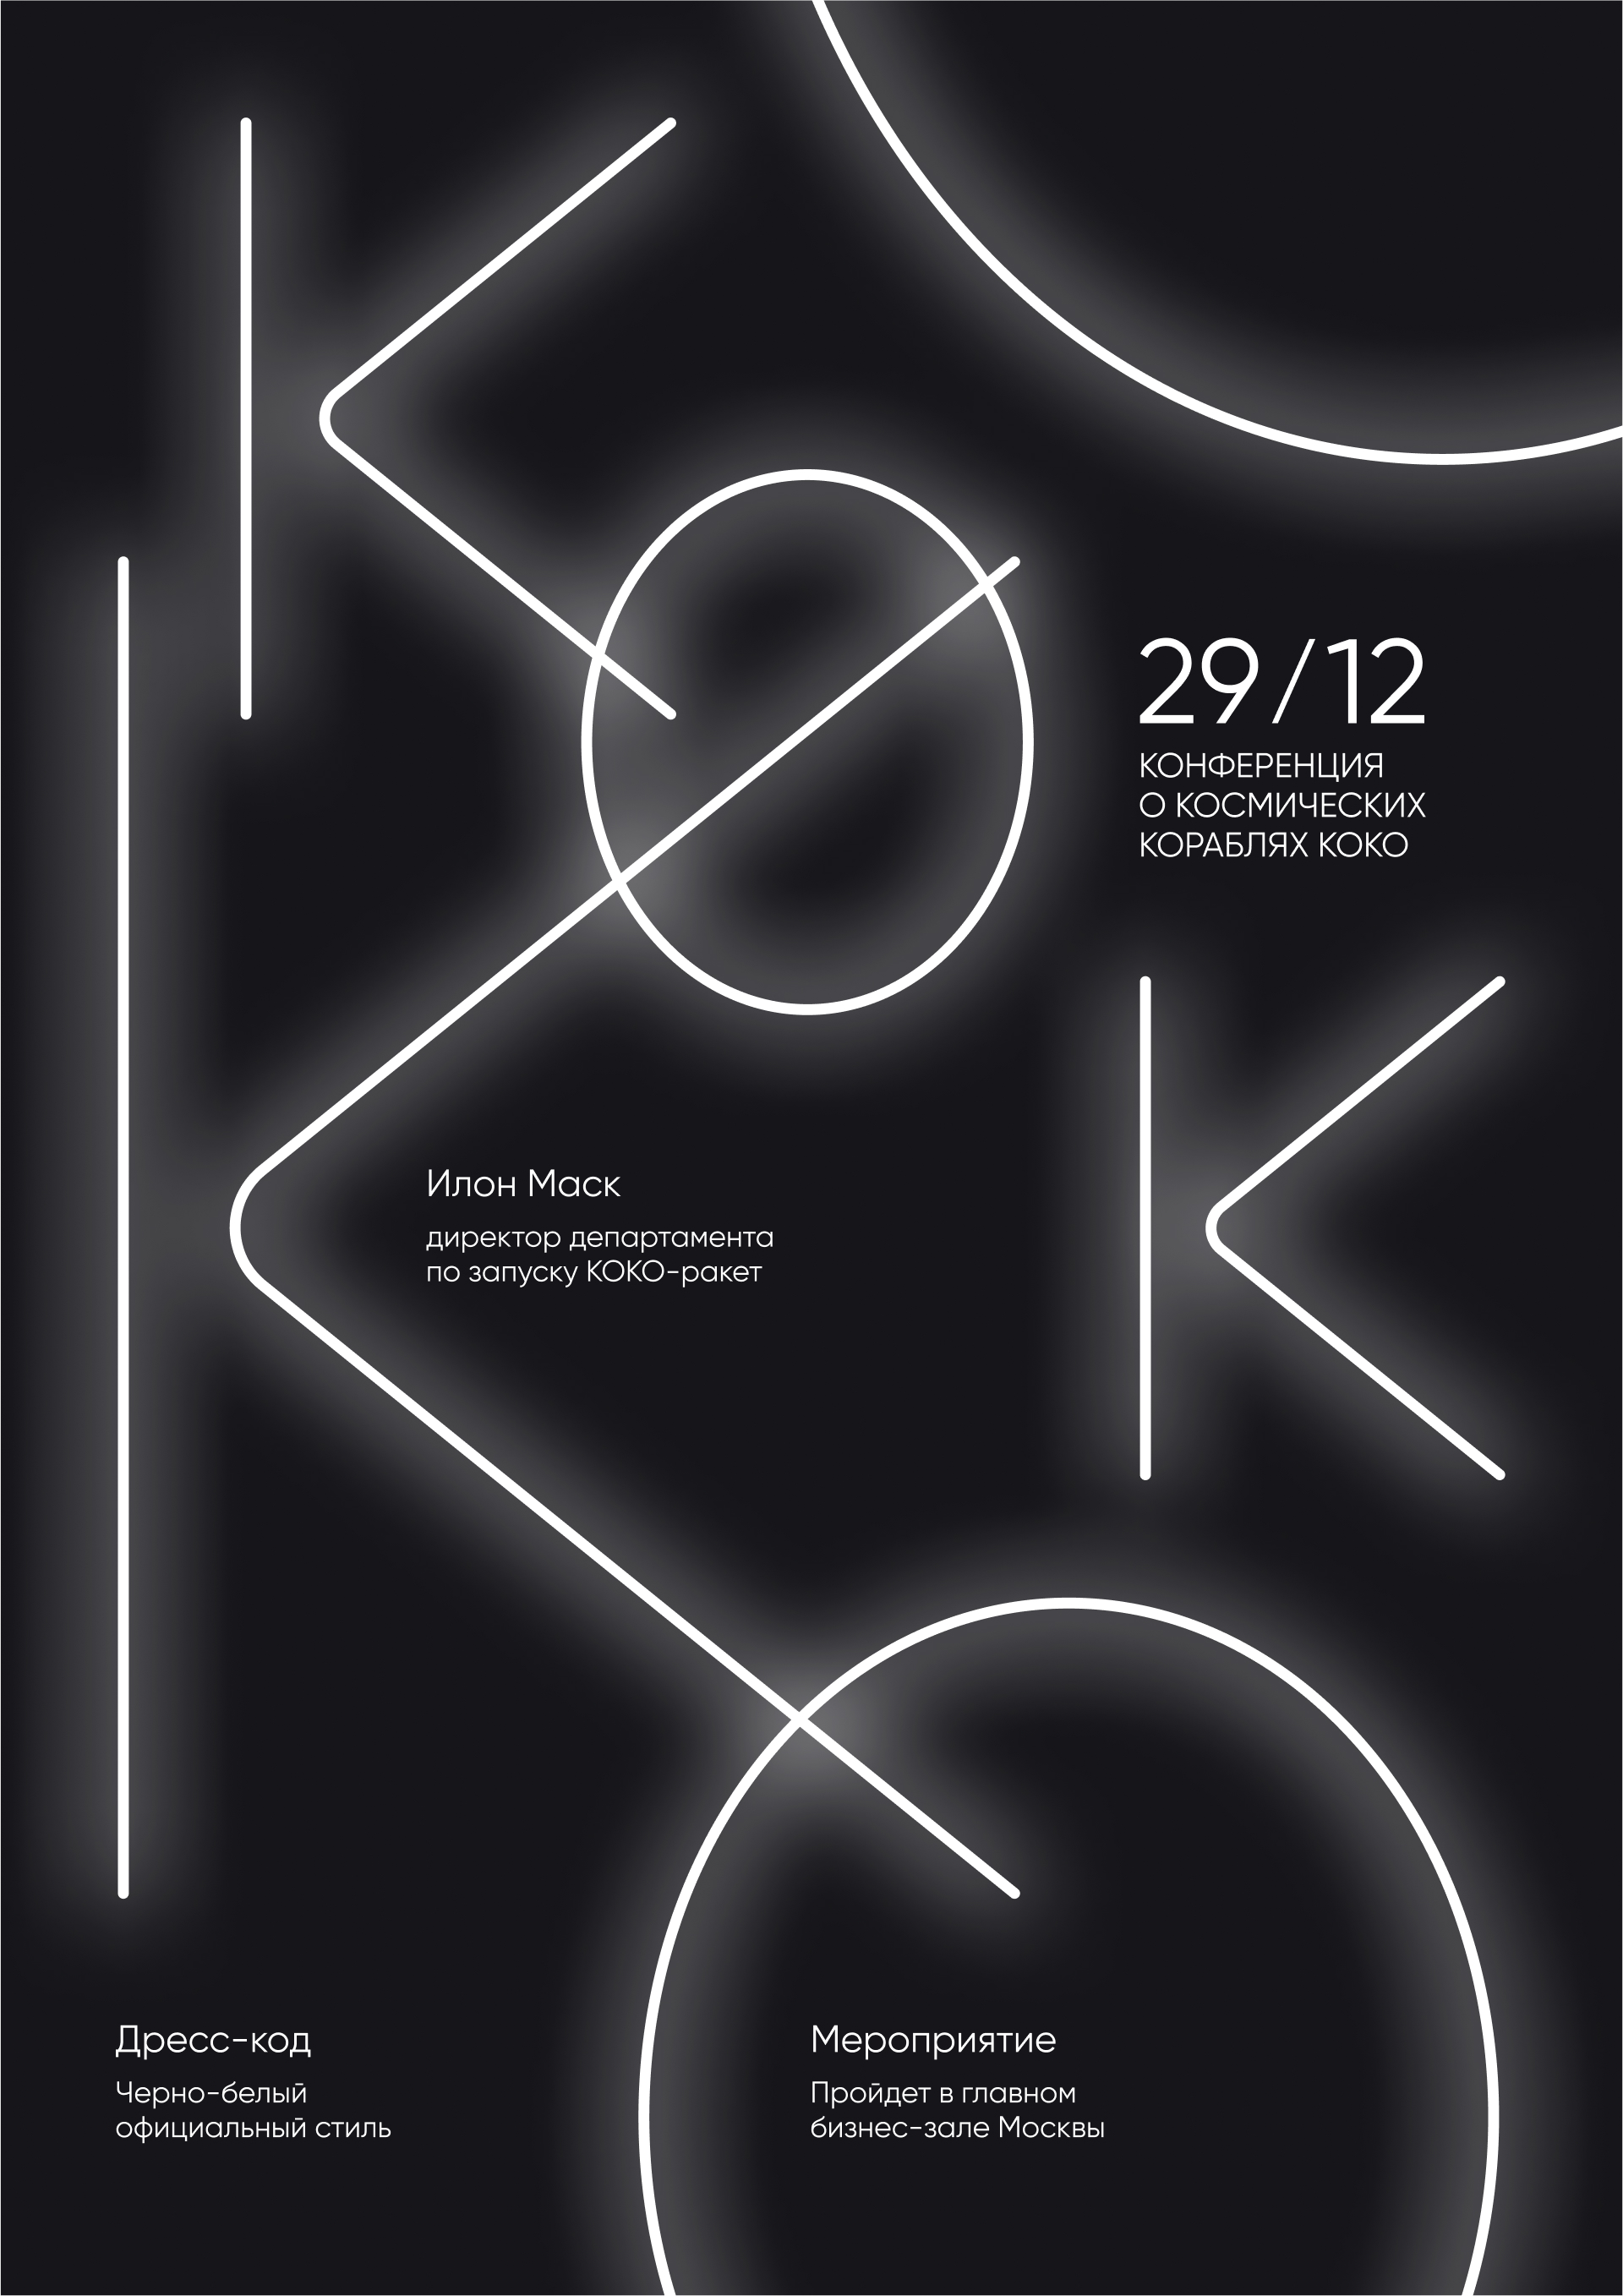 К
О
К
О
К
О
29/12
КОНФЕРЕНЦИЯ
О КОСМИЧЕСКИХ
КОРАБЛЯХ КОКО
Илон Маск
директор департамента
по запуску КОКО-ракет
Дресс-код
Черно-белый
официальный стиль
Мероприятие
Пройдет в главном
бизнес-зале Москвы